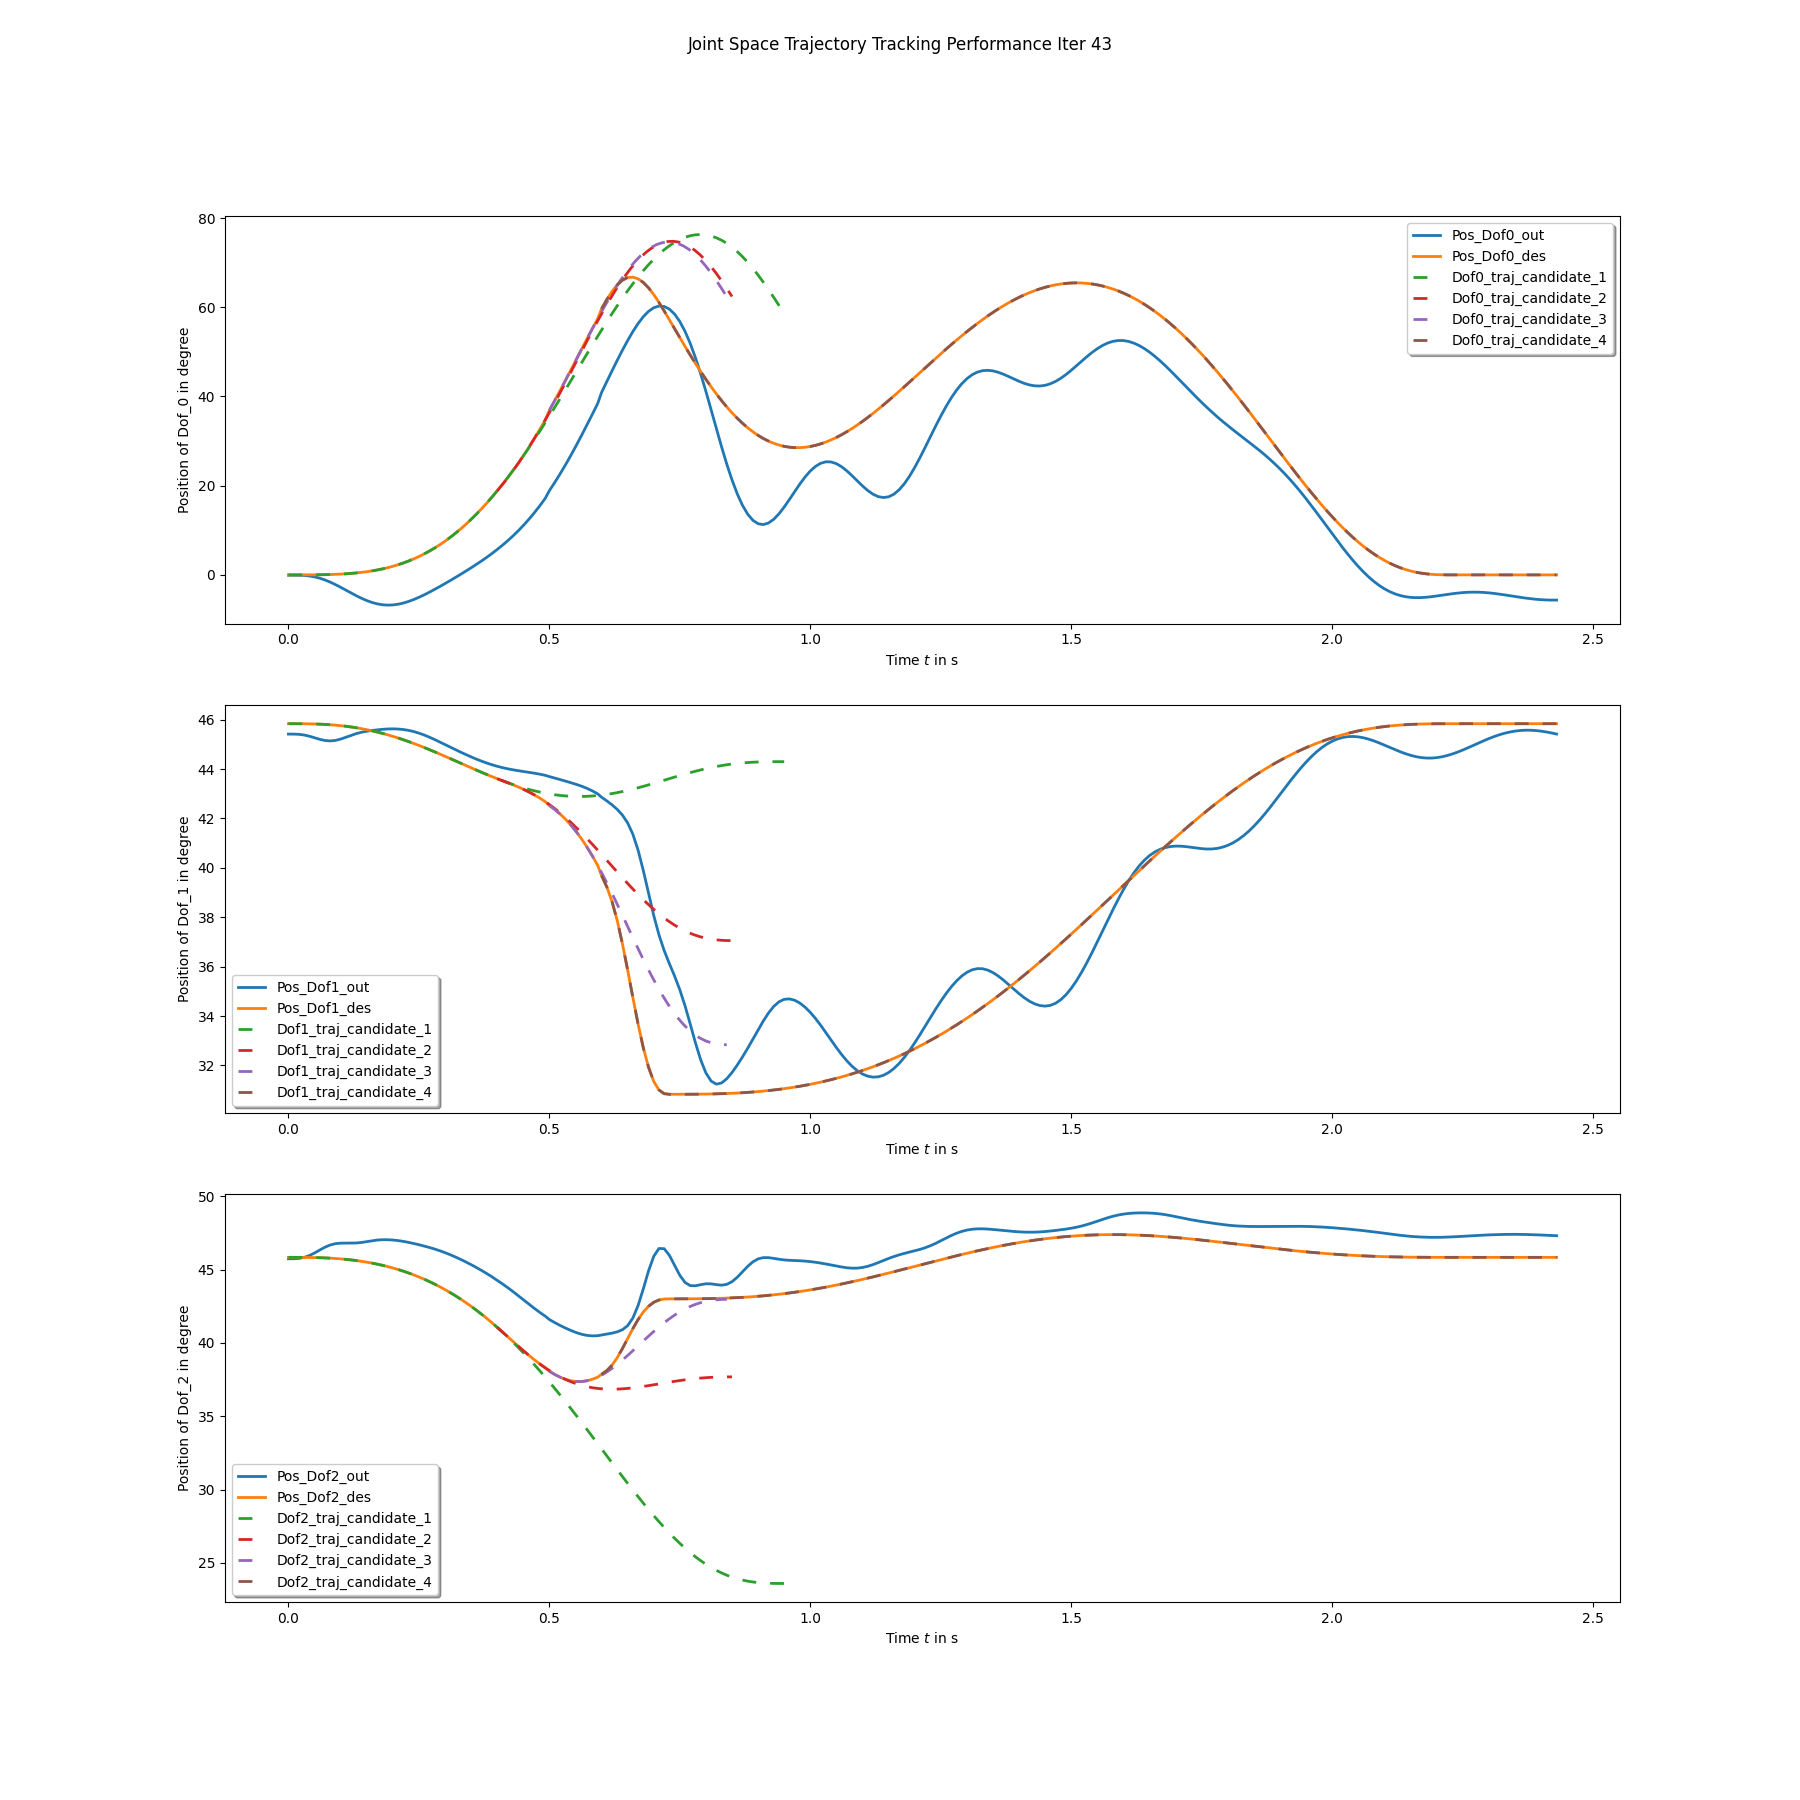 Joint Space Trajectory Tracking Performance Iter 43
80
60
40
20
0
Position of Dof_0 in degree
Pos_Dof0_out
Pos_Dof0_des
Dof0_traj_candidate_1
Dof0_traj_candidate_2
Dof0_traj_candidate_3
Dof0_traj_candidate_4
0.0 0.5 1.0 1.5 2.0 2.5
Time t in s
46
44
42
40
38
36
34
32
Position of Dof_1 in degree
Pos_Dof1_out
Pos_Dof1_des
Dof1_traj_candidate_1
Dof1_traj_candidate_2
Dof1_traj_candidate_3
Dof1_traj_candidate_4
0.0 0.5 1.0 1.5 2.0 2.5
Time t in s
50
45
40
35
30
25
Position of Dof_2 in degree
Pos_Dof2_out
Pos_Dof2_des
Dof2_traj_candidate_1
Dof2_traj_candidate_2
Dof2_traj_candidate_3
Dof2_traj_candidate_4
0.0 0.5 1.0 1.5 2.0 2.5
Time t in s